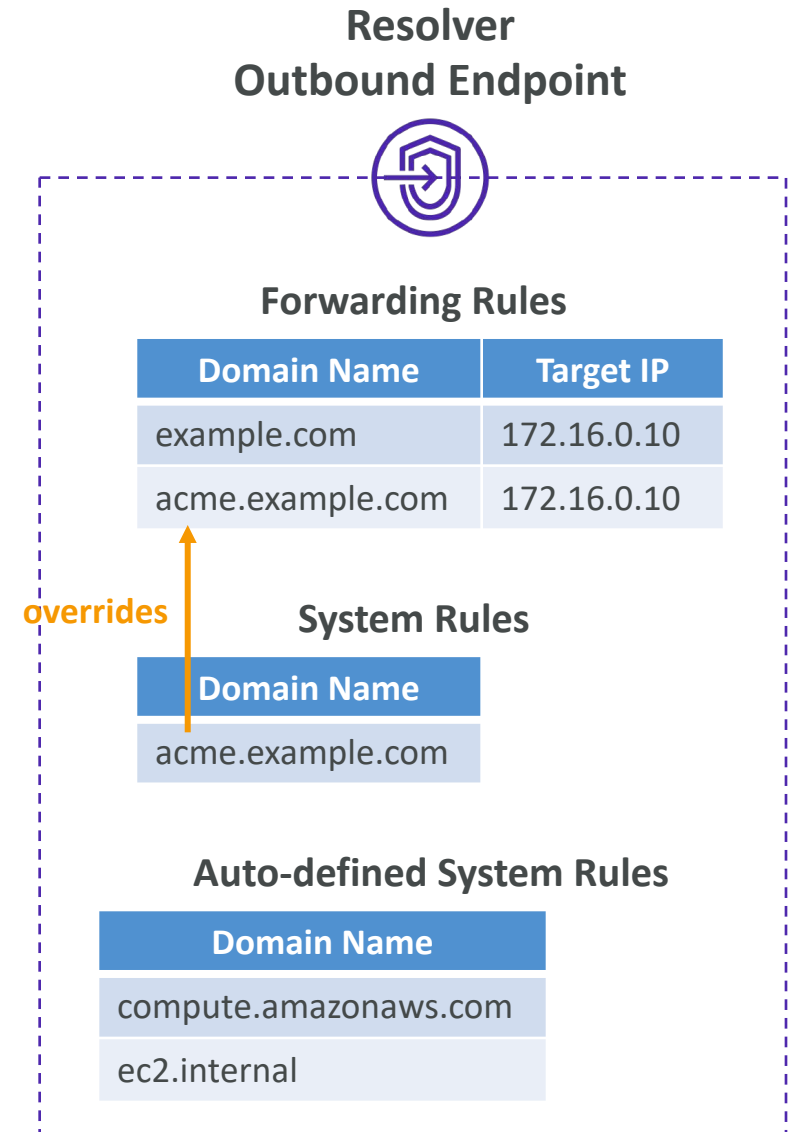 Resolver
Outbound Endpoint
Forwarding Rules
Domain Name Target IP
example.com 172.16.0.10
acme.example.com 172.16.0.10
overrides
System Rules
Domain Name
acme.example.com
Auto-defined System Rules
Domain Name
compute.amazonaws.com
ec2.internal